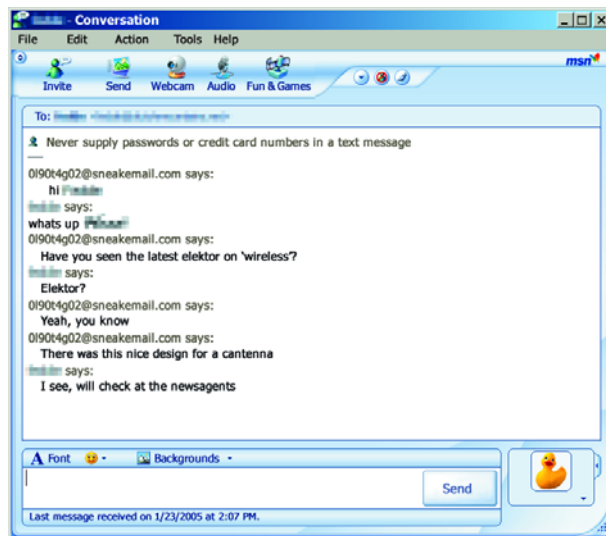 - Conversation
File Edit Action Tools Help
msn
Invite Send Webcam Audio Fun & Games
To:
Never supply passwords or credit card numbers in a text message
0l90t4g02@sneakemail.com says:
hi
says:
whats up
0l90t4g02@sneakemail.com says:
Have you seen the latest elektor on 'wireless'?
says:
Elektor?
0l90t4g02@sneakemail.com says:
Yeah, you know
0l90t4g02@sneakemail.com says:
There was this nice design for a cantenna
says:
I see, will check at the newsagents
A Font Backgrounds
Send
Last message received on 1/23/2005 at 2:07 PM.